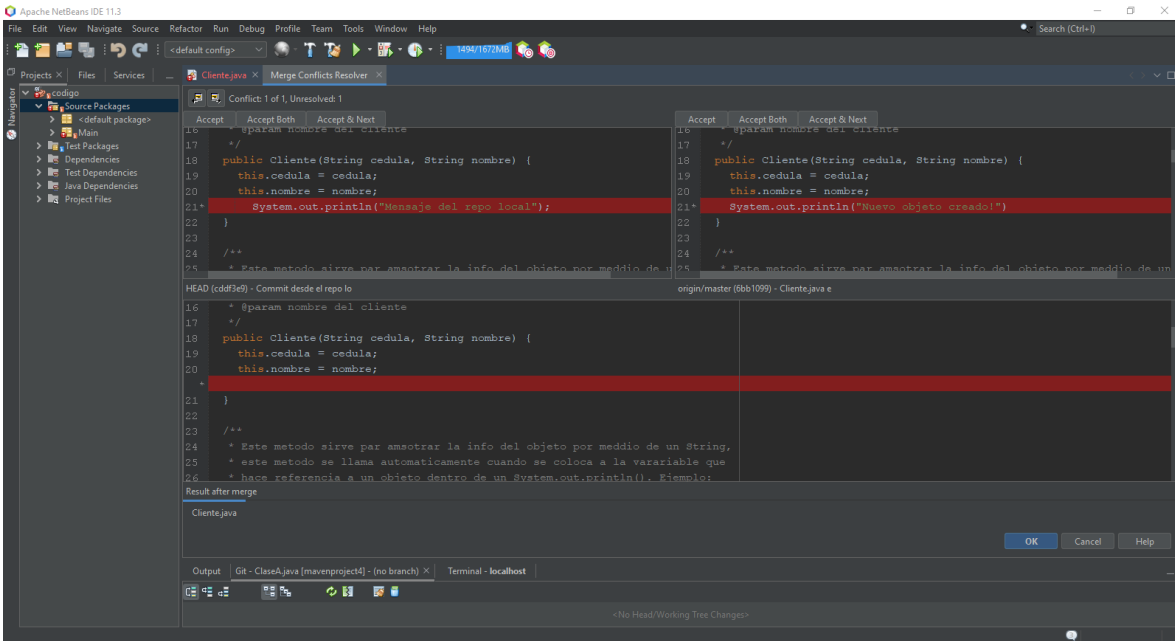 Apache NetBeans IDE 11.3
File Edit View Navigate Source Refactor Run Debug Profile Team Tools Window Help
Search (Ctrl+I)
<default config>
1494/1672MB
Projects Files Services
Cliente.java Merge Conflicts Resolver
Navigator
codigo
Source Packages
<default package>
Main
Test Packages
Dependencies
Test Dependencies
Java Dependencies
Project Files
Conflict: 1 of 1, Unresolved: 1
Accept Accept Both Accept & Next
16 * @param nombre del cliente
17 */
18 public Cliente(String cedula, String nombre) {
19 this.cedula = cedula;
20 this.nombre = nombre;
21+ System.out.println("Mensaje del repo local");
22 }
23
24 /**
25 * Este metodo sirve par amsotrar la info del objeto por meddio de u
HEAD (cddf3e9) - Commit desde el repo lo
Accept Accept Both Accept & Next
16 * @param nombre del cliente
17 */
18 public Cliente(String cedula, String nombre) {
19 this.cedula = cedula;
20 this.nombre = nombre;
21+ System.out.println("Nuevo objeto creado!")
22 }
23
24 /**
25 * Este metodo sirve par amsotrar la info del objeto por meddio de un
origin/master (6bb1099) - Cliente.java e
16 * @param nombre del cliente
17 */
18 public Cliente(String cedula, String nombre) {
19 this.cedula = cedula;
20 this.nombre = nombre;
+
21 }
22
23 /**
24 * Este metodo sirve par amsotrar la info del objeto por meddio de un String,
25 * este metodo se llama automaticamente cuando se coloca a la varariable que
26 * hace referencia a un objeto dentro de un System.out.println(). Ejemplo:
Result after merge
Cliente.java
OK Cancel Help
Output Git - ClaseA.java [mavenproject4] - (no branch) Terminal - localhost
<No Head/Working Tree Changes>